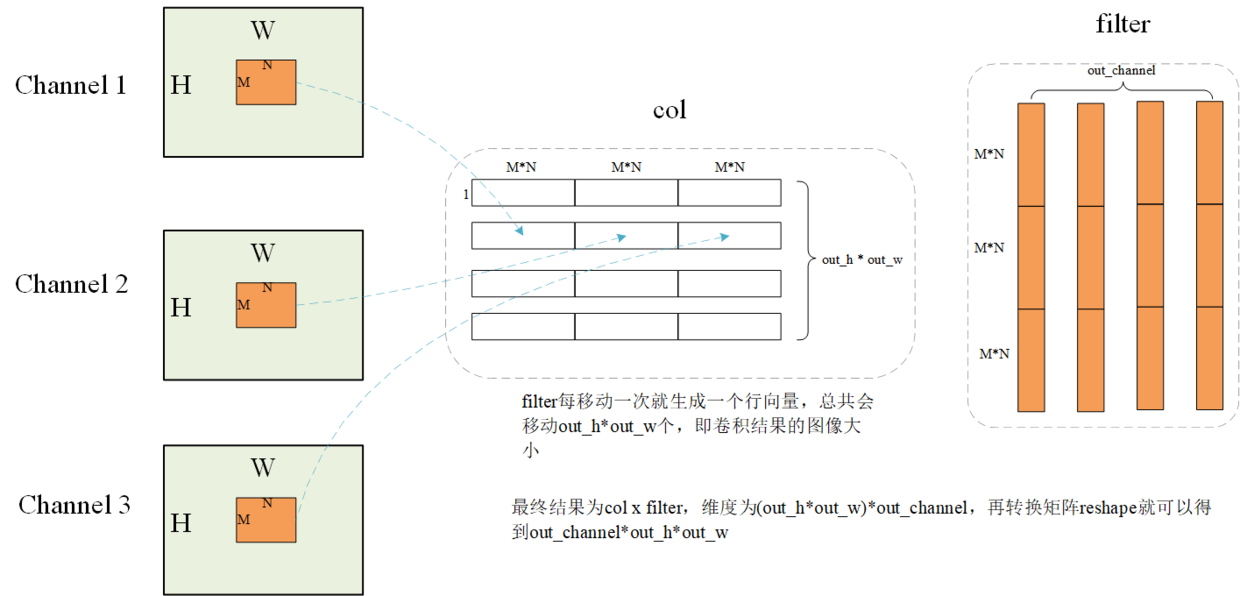 Channel 1
W
N
M
H
Channel 2
W
N
M
H
Channel 3
W
N
M
H
col
M*N
M*N
M*N
1
out_h * out_w
filter每移动一次就生成一个行向量，总共会
移动out_h*out_w个，即卷积结果的图像大
小
filter
out_channel
M*N
M*N
M*N
最终结果为col x filter，维度为(out_h*out_w)*out_channel，再转换矩阵reshape就可以得
到out_channel*out_h*out_w